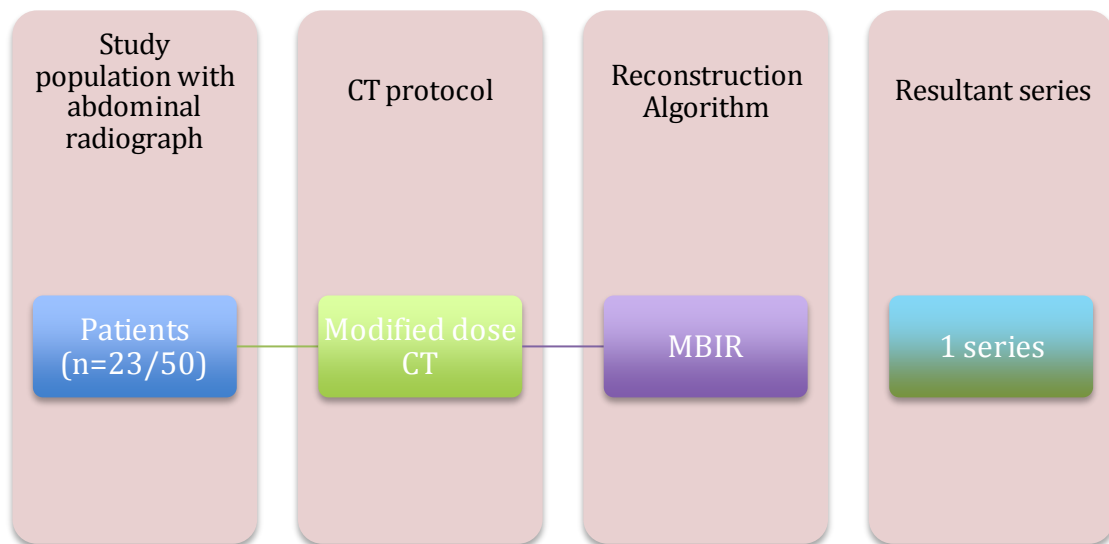 Study
population with
abdominal
radiograph
CT protocol
Reconstruction
Algorithm
Resultant series
Patients
(n=23/50)
Modified dose
CT
MBIR
1 series